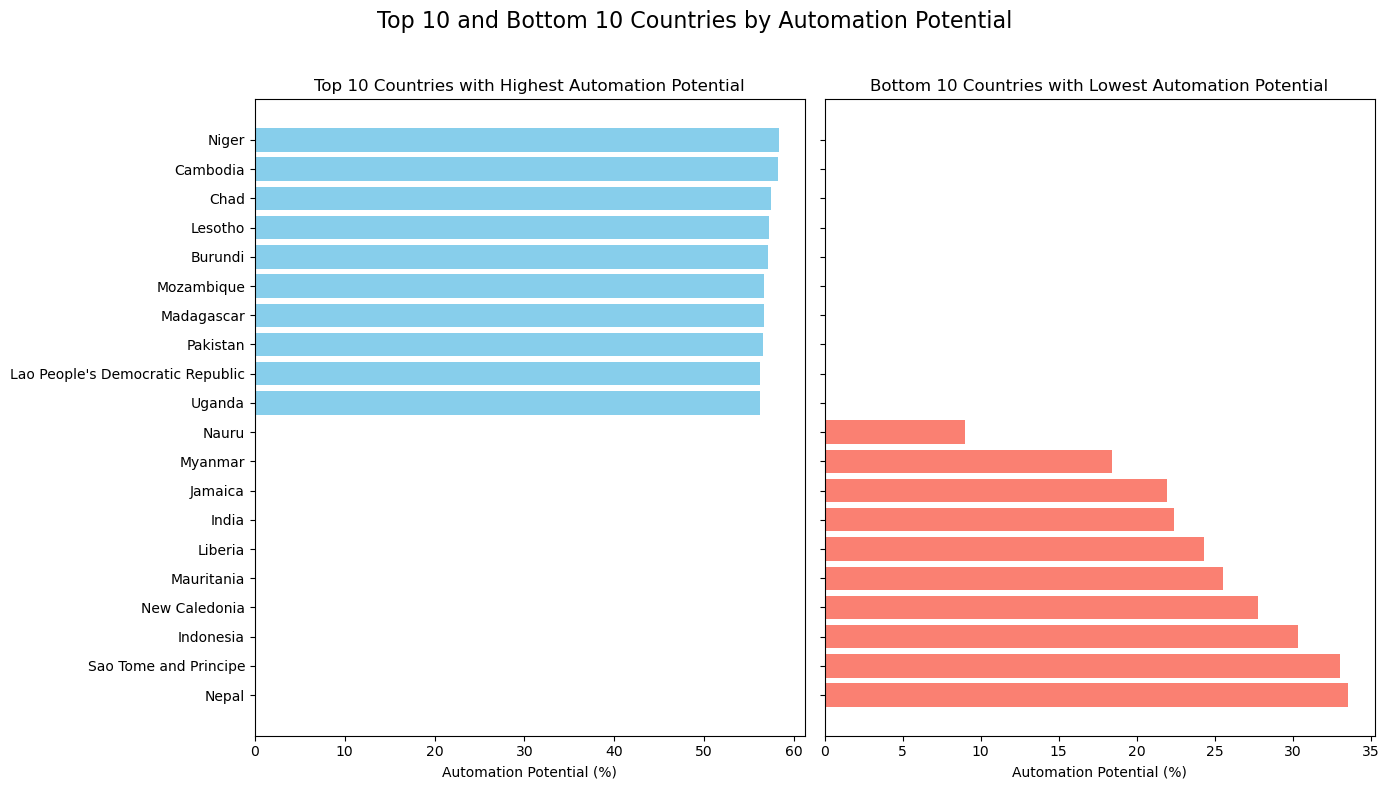 Top 10 and Bottom 10 Countries by Automation Potential
Top 10 Countries with Highest Automation Potential
Niger
Cambodia
Chad
Lesotho
Burundi
Mozambique
Madagascar
Pakistan
Lao People's Democratic Republic
Uganda
Nauru
Myanmar
Jamaica
India
Liberia
Mauritania
New Caledonia
Indonesia
Sao Tome and Principe
Nepal
0 10 20 30 40 50 60
Automation Potential (%)
Bottom 10 Countries with Lowest Automation Potential
0 5 10 15 20 25 30 35
Automation Potential (%)